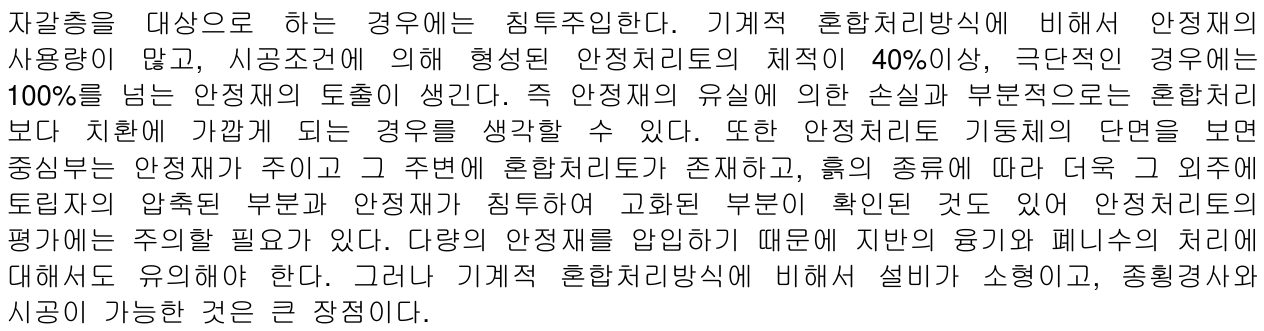 자갈층을 대상으로 하는 경우에는 침투주입한다. 기계적 혼합처리방식에 비해서 안정재의
사용량이 많고, 시공조건에 의해 형성된 안정처리토의 체적이 40%이상, 극단적인 경우에는
100%를 넘는 안정재의 토출이 생긴다. 즉 안정재의 유실에 의한 손실과 부분적으로는 혼합처리
보다 치환에 가깝게 되는 경우를 생각할 수 있다. 또한 안정처리토 기둥체의 단면을 보면
중심부는 안정재가 주이고 그 주변에 혼합처리토가 존재하고, 흙의 종류에 따라 더욱 그 외주에
토립자의 압축된 부분과 안정재가 침투하여 고화된 부분이 확인된 것도 있어 안정처리토의
평가에는 주의할 필요가 있다. 다량의 안정재를 압입하기 때문에 지반의 융기와 폐니수의 처리에
대해서도 유의해야 한다. 그러나 기계적 혼합처리방식에 비해서 설비가 소형이고, 종횡경사와
시공이 가능한 것은 큰 장점이다.